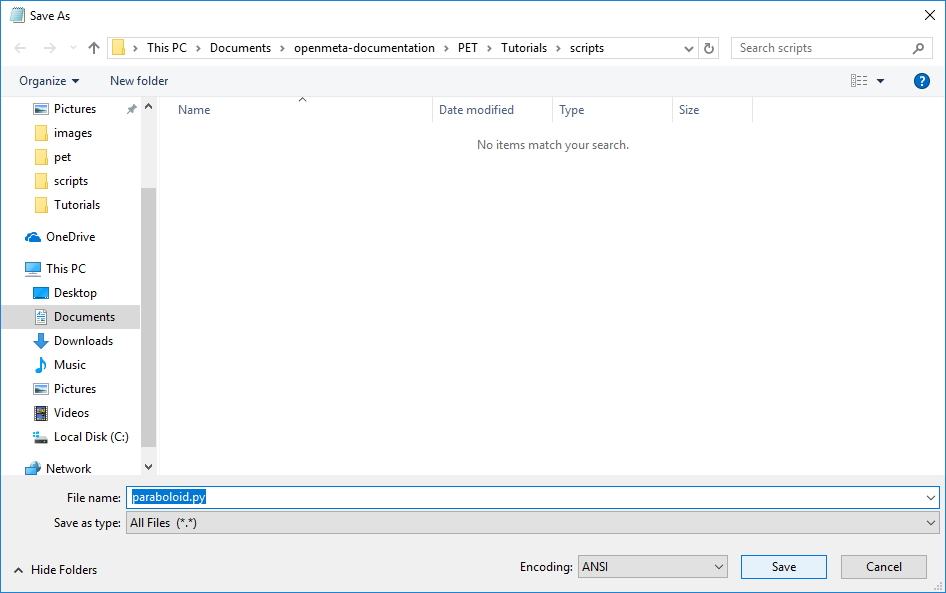 Save As
This PC > Documents > openmeta-documentation > PET > Tutorials > scripts
Search scripts
Organize New folder
?
Name Date modified Type Size
No items match your search.
Pictures
images
pet
scripts
Tutorials
OneDrive
This PC
Desktop
Documents
Downloads
Music
Pictures
Videos
Local Disk (C:)
Network
File name: paraboloid.py
Save as type: All Files (*.*)
Hide Folders Encoding: ANSI Save Cancel